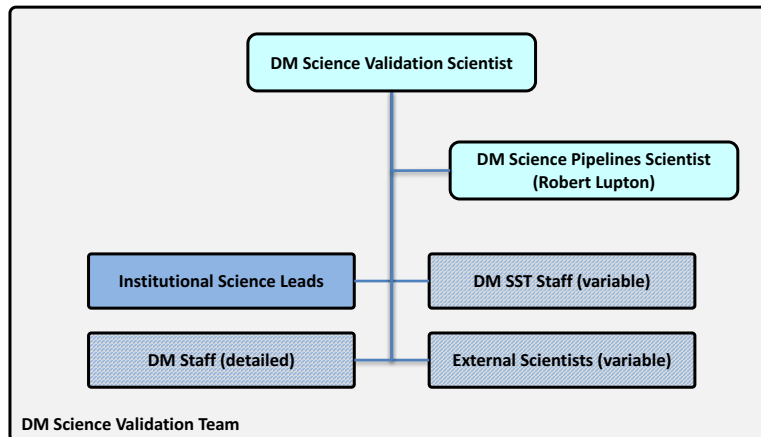 DM Science Validation Scientist
DM Science Pipelines Scientist
(Robert Lupton)
Institutional Science Leads
DM SST Staff (variable)
DM Staff (detailed)
External Scientists (variable)
DM Science Validation Team